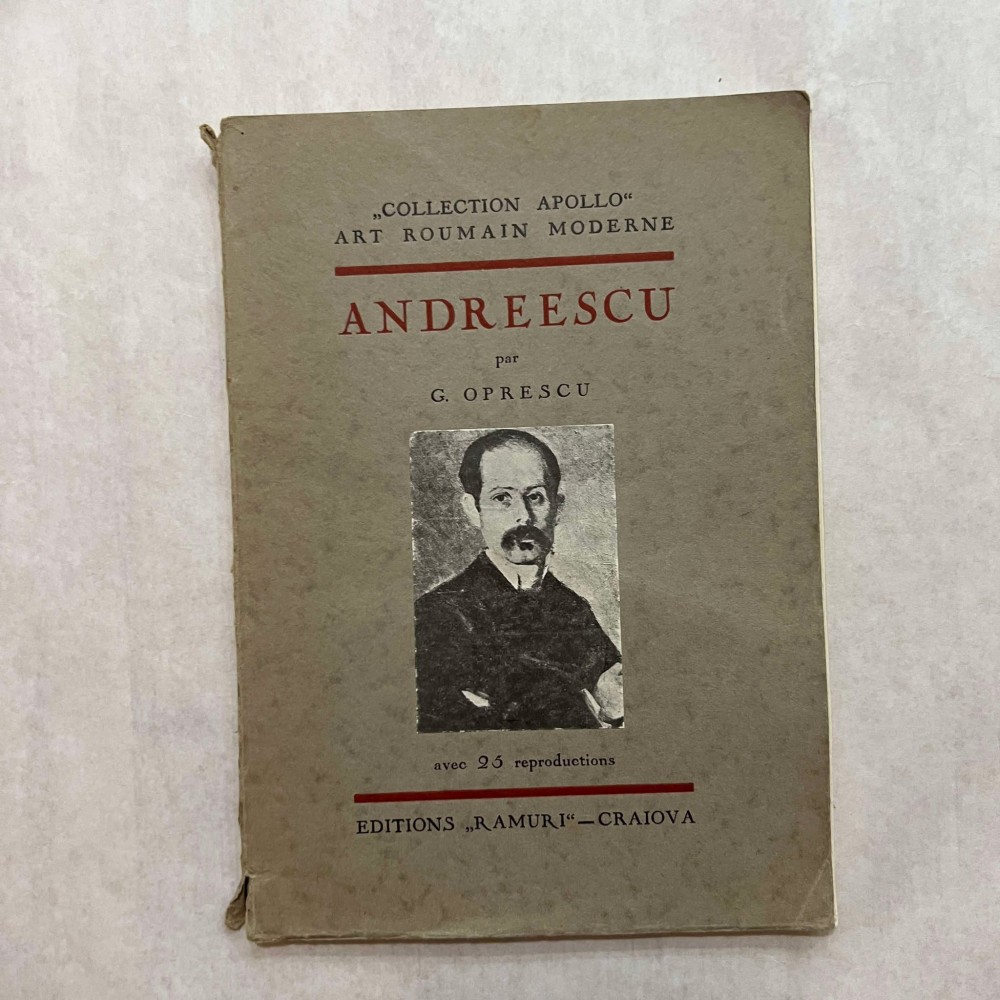 „COLLECTION APOLLO“
ART ROUMAIN MODERNE
ANDREESCU
par
G. OPRESCU
avec 25 reproductions
EDITIONS „RAMURI“—CRAIOVA